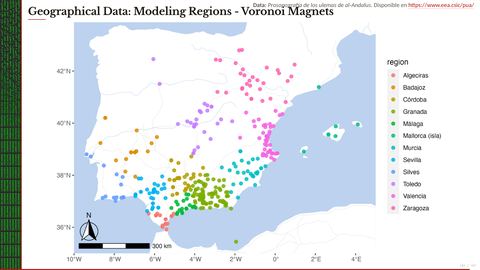 Data: Prosopografía de los ulemas de al-Andalus. Disponible en https://www.eea.csic/pua/
Geographical Data: Modeling Regions - Voronoi Magnets
region
Algeciras
Badajoz
Córdoba
Granada
Málaga
Mallorca (isla)
Murcia
Sevilla
Silves
Toledo
Valencia
Zaragoza
42°N
40°N
38°N
36°N
N
300 km
10°W 8°W 6°W 4°W 2°W 0° 2°E 4°E